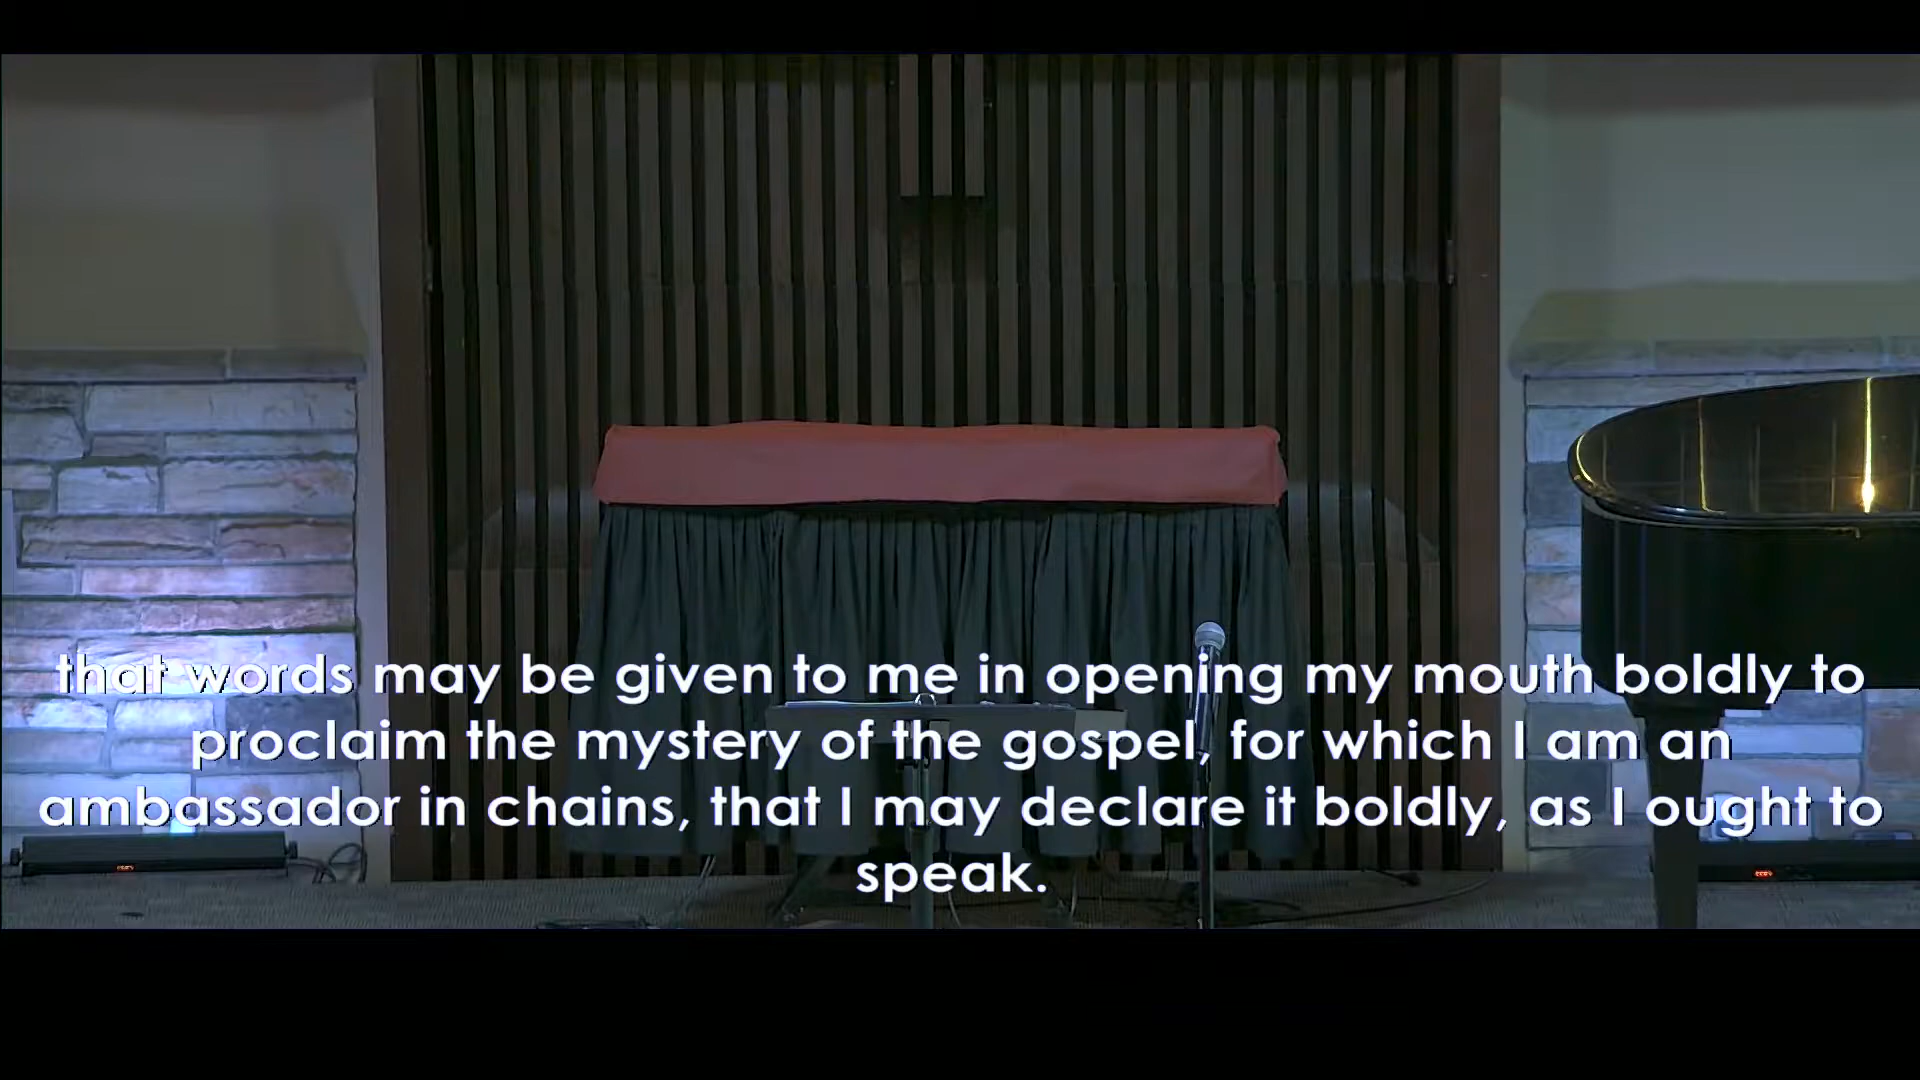 that words may be given to me in opening my mouth boldly to
proclaim the mystery of the gospel, for which I am an
ambassador in chains, that I may declare it boldly, as I ought to
speak.